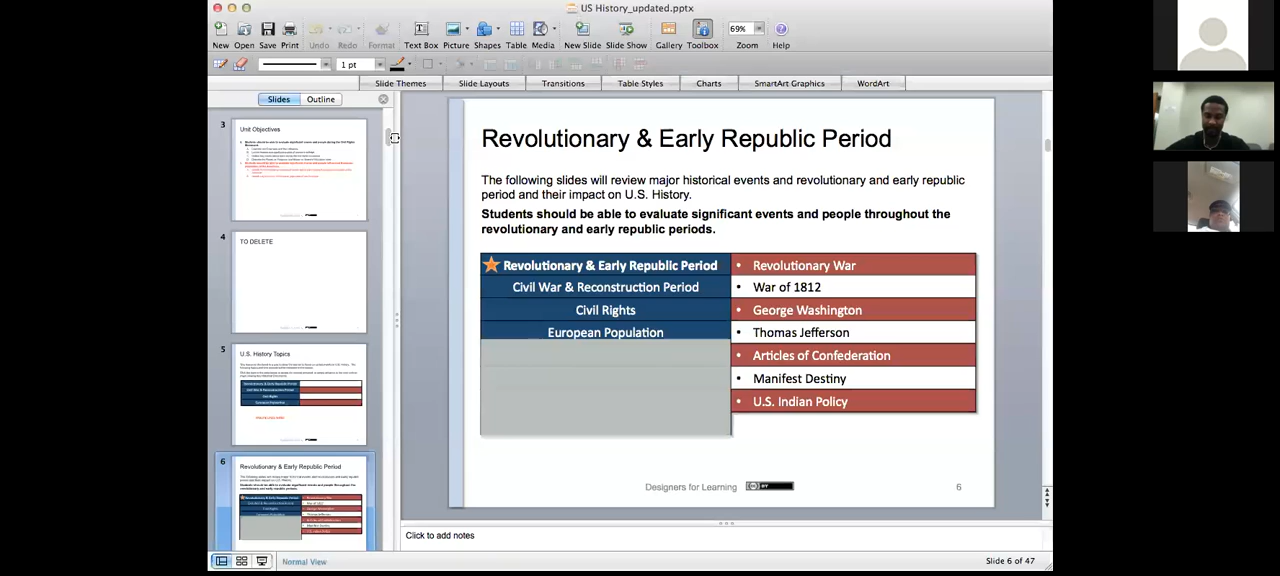 US History_updated.pptx
New Open Save Print Undo Redo Format Text Box Picture Shapes Table Media New Slide Slide Show Gallery Toolbox Zoom Help
69%
1 pt
Slide Themes Slide Layouts Transitions Table Styles Charts SmartArt Graphics WordArt
Slides Outline
3
Unit Objectives
4
TO DELETE
5
U.S. History Topics
6
Revolutionary & Early Republic Period
Revolutionary & Early Republic Period
The following slides will review major historical events and revolutionary and early republic
period and their impact on U.S. History.
Students should be able to evaluate significant events and people throughout the
revolutionary and early republic periods.
Revolutionary & Early Republic Period • Revolutionary War
Civil War & Reconstruction Period • War of 1812
Civil Rights • George Washington
European Population • Thomas Jefferson
• Articles of Confederation
• Manifest Destiny
• U.S. Indian Policy
Designers for Learning
6
Click to add notes
Normal View
Slide 6 of 47